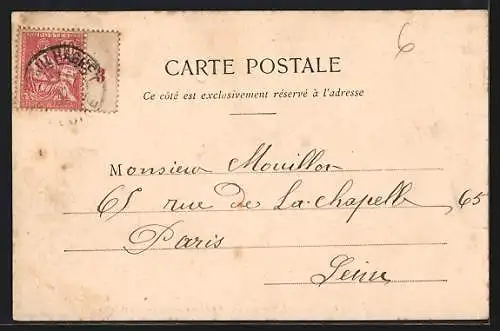 6
CARTE POSTALE
Ce côté est exclusivement réservé à l'adresse
Monsieur Mouillon
65 rue de La Chapelle 65
Paris
Seine